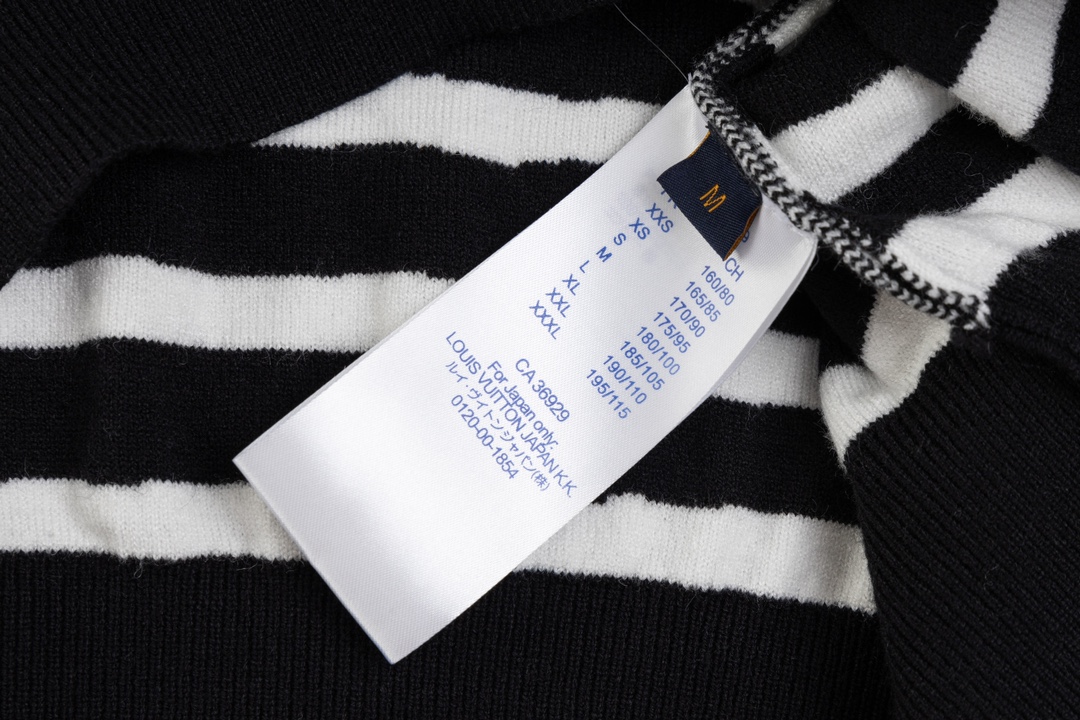 M
CH
XXS 160/80
XS 165/85
S 170/90
M 175/95
L 180/100
XL 185/105
XXL 190/110
XXXL 195/115
CA 36929
For Japan only:
LOUIS VUITTON JAPAN K.K.
ルイ・ヴィトンジャパン(株)
0120-00-1854